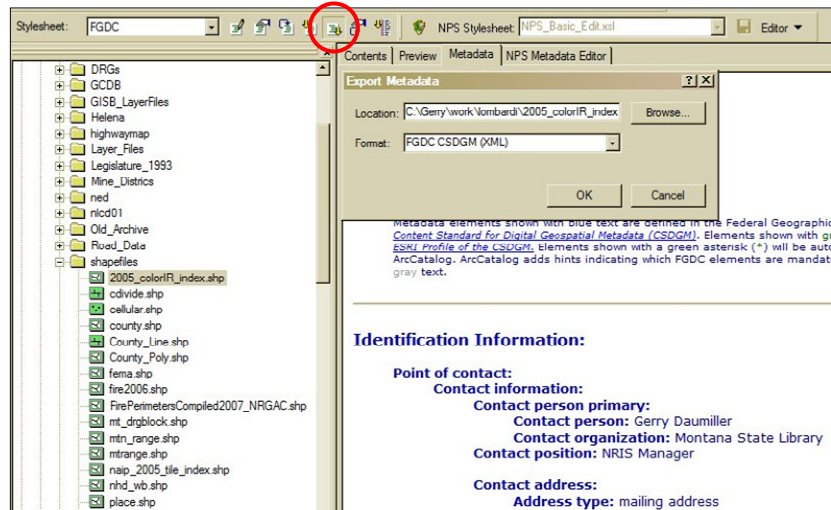 Stylesheet: FGDC NPS Stylesheet: NPS_Basic_Edit.xsl Editor
Contents Preview Metadata NPS Metadata Editor
DRGs
GCDB
GISB_LayerFiles
Helena
highwaymap
Layer_Files
Legislature_1993
Mine_Districs
ned
nlcd01
Old_Archive
Road_Data
shapefiles
2005_colorIR_index.shp
cdivide.shp
cellular.shp
county.shp
County_Line.shp
County_Poly.shp
fema.shp
fire2006.shp
FirePerimetersCompiled2007_NRGAC.shp
mt_drgblock.shp
mtn_range.shp
mtrange.shp
naip_2005_tile_index.shp
nhd_wb.shp
place.shp
Export Metadata
Location: C:\Gerry\work\lombardi\2005_colorIR_index Browse...
Format: FGDC CSDGM (XML)
OK Cancel
Metadata elements shown with blue text are defined in the Federal Geographic
Content Standard for Digital Geospatial Metadata (CSDGM). Elements shown with
ESRI Profile of the CSDGM. Elements shown with a green asterisk (*) will be auto
ArcCatalog. ArcCatalog adds hints indicating which FGDC elements are mandat
gray text.
Identification Information:
Point of contact:
Contact information:
Contact person primary:
Contact person: Gerry Daumiller
Contact organization: Montana State Library
Contact position: NRIS Manager
Contact address:
Address type: mailing address